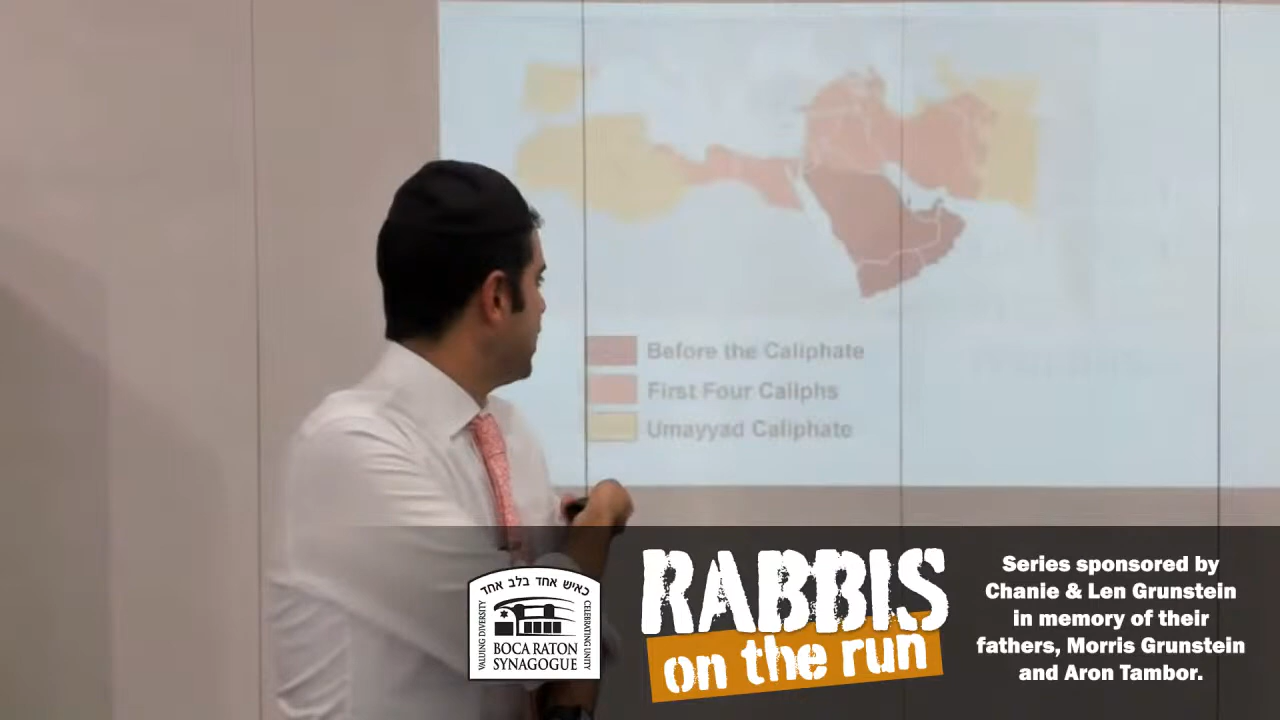 Before the Caliphate
First Four Caliphs
Umayyad Caliphate
כאיש אחד בלב אחד
VALUING DIVERSITY
CELEBRATING UNITY
BOCA RATON
SYNAGOGUE
RABBIS
on the run
Series sponsored by
Chanie & Len Grunstein
in memory of their
fathers, Morris Grunstein
and Aron Tambor.